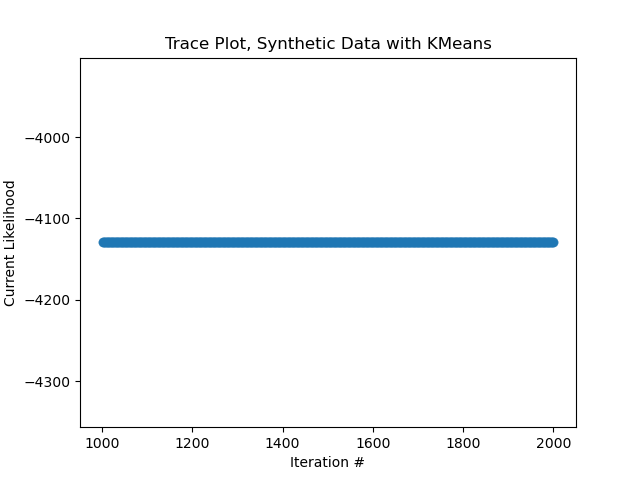 Trace Plot, Synthetic Data with KMeans
Current Likelihood
−4000
−4100
−4200
−4300
1000 1200 1400 1600 1800 2000
Iteration #